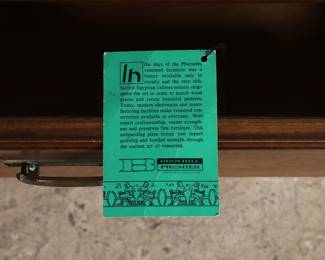 In the days of the Pharaohs,
veneered furniture was a
luxury available only to
royalty and the very rich.
Skilled Egyptian cabinet-makers origi-
nated the art in order to match wood
grains and create beautiful patterns.
Today, modern electronics and manu-
facturing facilities make veneered con-
struction available to everyone. With
expert craftsmanship, veneer strength-
ens and preserves fine furniture. This
outstanding piece brings you superb
graining and bonded strength, through
the ancient art of veneering.
B
BROYHILL
PREMIER